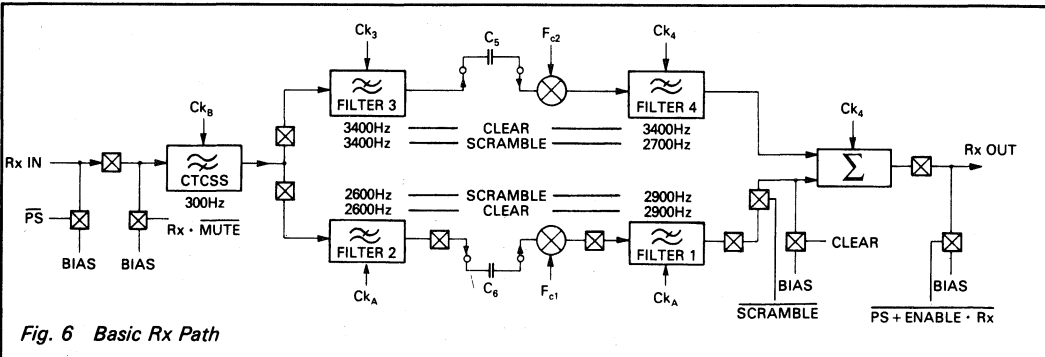 Ck3
C5
Fc2
Ck4
FILTER 3
FILTER 4
3400Hz CLEAR 3400Hz
3400Hz SCRAMBLE 2700Hz
CkB
Ck4
Rx IN
CTCSS
300Hz
Σ
Rx OUT
2600Hz SCRAMBLE 2900Hz
2600Hz CLEAR 2900Hz
PS
Rx · MUTE
FILTER 2
FILTER 1
CLEAR
BIAS
BIAS
C6
Fc1
BIAS
BIAS
CkA
CkA
SCRAMBLE
PS + ENABLE · Rx
Fig. 6 Basic Rx Path